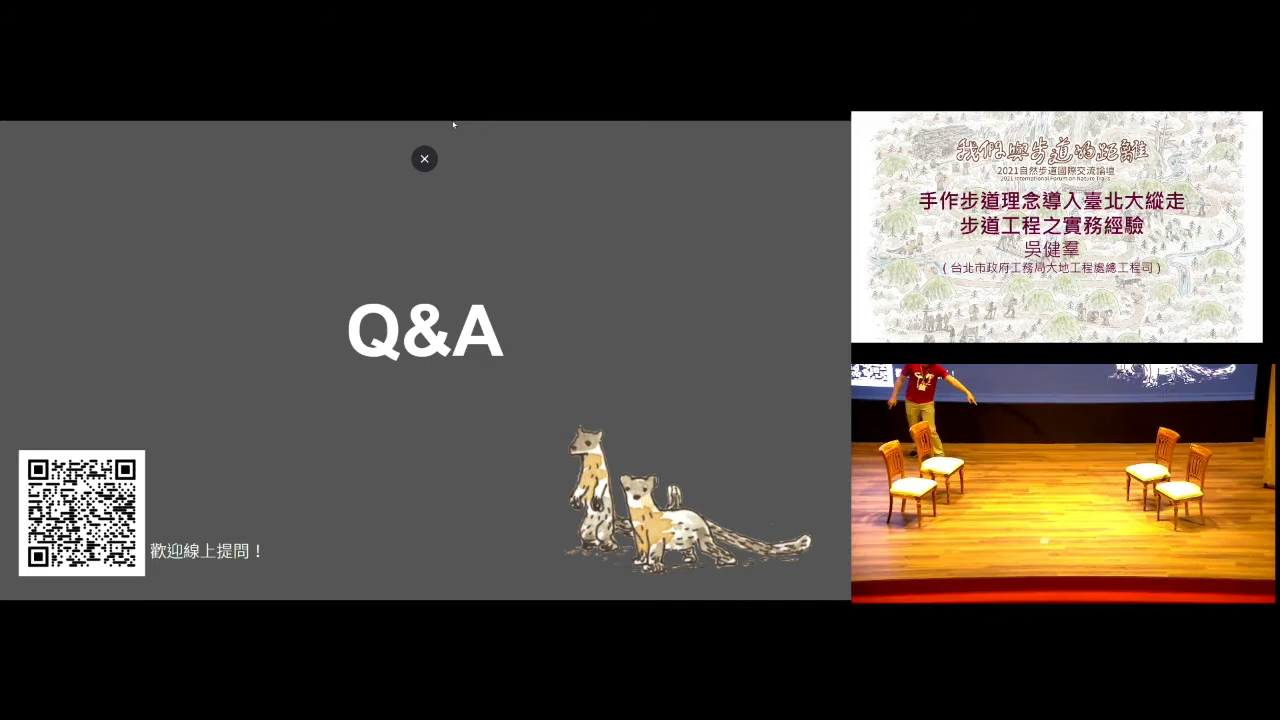 Q&A
歡迎線上提問！
我們與步道的距離
2021自然步道國際交流論壇
2021 International Forum on Nature Trails
手作步道理念導入臺北大縱走
步道工程之實務經驗
吳健羣
（台北市政府工務局大地工程處總工程司）